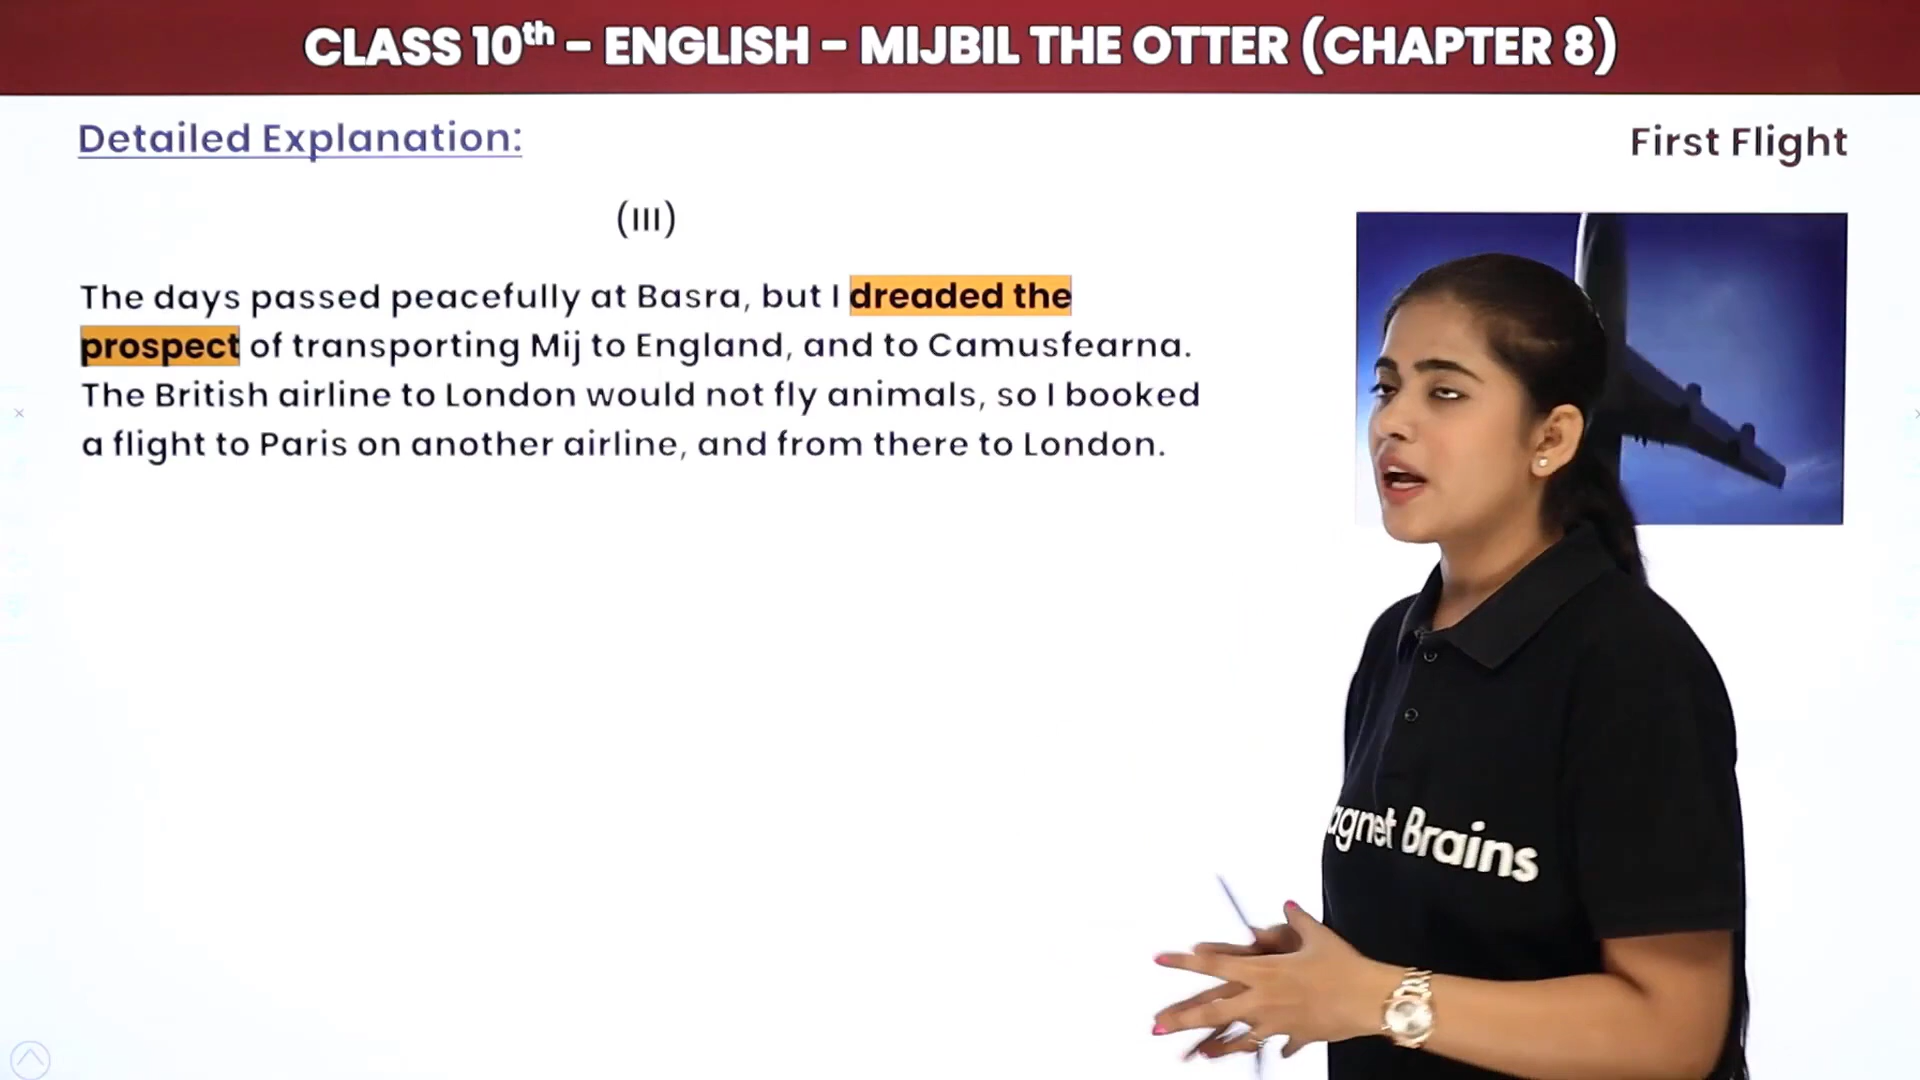 CLASS 10th – ENGLISH – MIJBIL THE OTTER (CHAPTER 8)
Detailed Explanation:
First Flight
(III)
The days passed peacefully at Basra, but I dreaded the
prospect of transporting Mij to England, and to Camusfearna.
The British airline to London would not fly animals, so I booked
a flight to Paris on another airline, and from there to London.
agnet Brains